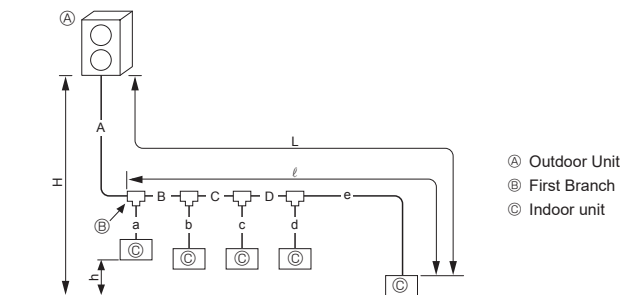 Ⓐ
A
L
H
ℓ
B C D e
Ⓑ a b c d
Ⓒ Ⓒ Ⓒ Ⓒ
h
Ⓒ
Ⓐ Outdoor Unit
Ⓑ First Branch
Ⓒ Indoor unit